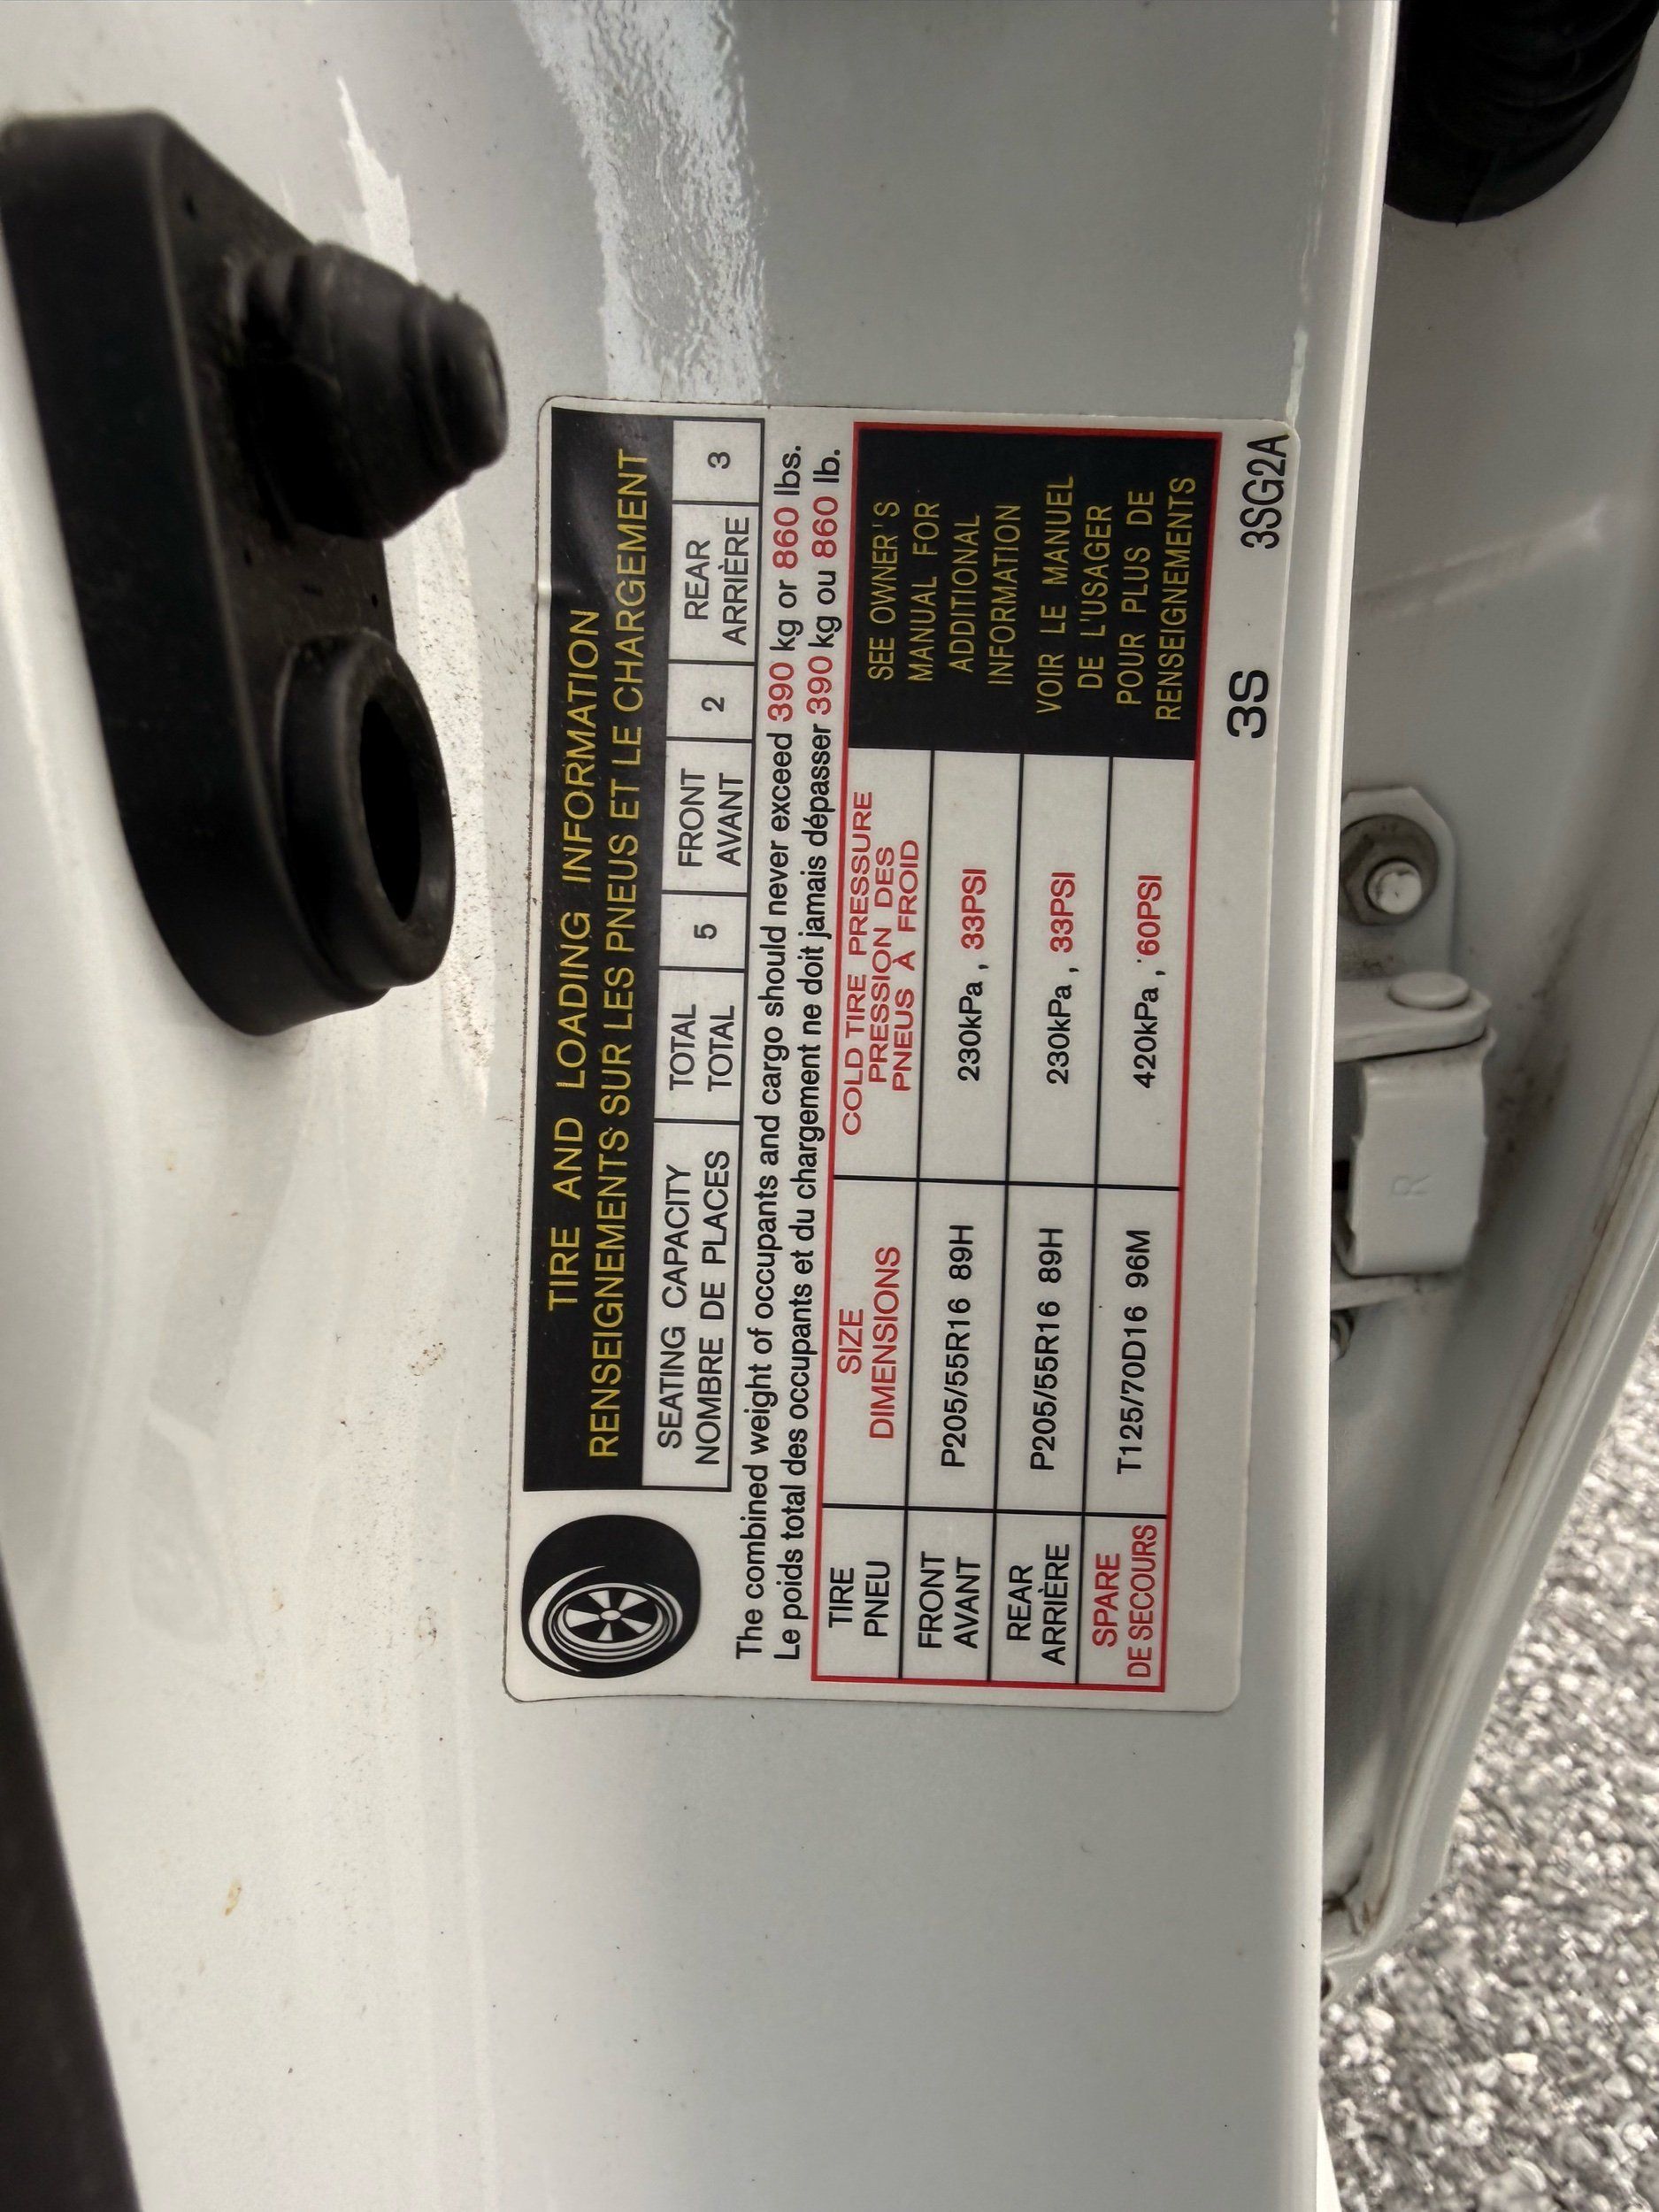 TIRE AND LOADING INFORMATION
RENSEIGNEMENTS SUR LES PNEUS ET LE CHARGEMENT
SEATING CAPACITY
NOMBRE DE PLACES
TOTAL
TOTAL
5
FRONT
AVANT
2
REAR
ARRIÈRE
3
The combined weight of occupants and cargo should never exceed 390 kg or 860 lbs.
Le poids total des occupants et du chargement ne doit jamais dépasser 390 kg ou 860 lb.
TIRE
PNEU
SIZE
DIMENSIONS
COLD TIRE PRESSURE
PRESSION DES
PNEUS À FROID
FRONT
AVANT
P205/55R16 89H
230kPa, 33PSI
REAR
ARRIÈRE
P205/55R16 89H
230kPa, 33PSI
SPARE
DE SECOURS
T125/70D16 96M
420kPa, 60PSI
SEE OWNER'S
MANUAL FOR
ADDITIONAL
INFORMATION
VOIR LE MANUEL
DE L'USAGER
POUR PLUS DE
RENSEIGNEMENTS
3S 3SG2A
R